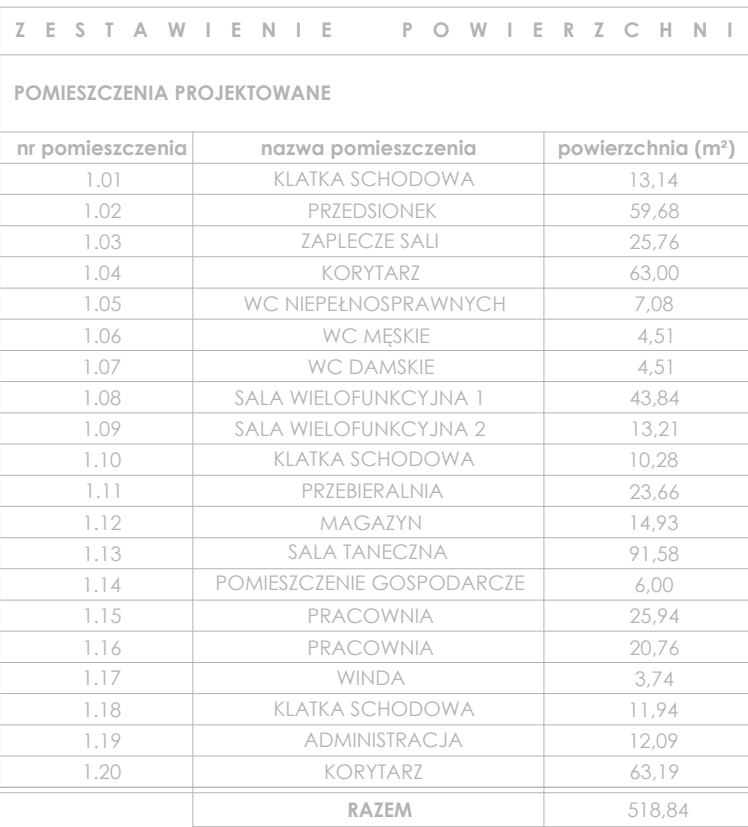 ZESTAWIENIE POWIERZCHNI
POMIESZCZENIA PROJEKTOWANE
nr pomieszczenia nazwa pomieszczenia powierzchnia (m²)
1.01 KLATKA SCHODOWA 13,14
1.02 PRZEDSIONEK 59,68
1.03 ZAPLECZE SALI 25,76
1.04 KORYTARZ 63,00
1.05 WC NIEPEŁNOSPRAWNYCH 7,08
1.06 WC MĘSKIE 4,51
1.07 WC DAMSKIE 4,51
1.08 SALA WIELOFUNKCYJNA 1 43,84
1.09 SALA WIELOFUNKCYJNA 2 13,21
1.10 KLATKA SCHODOWA 10,28
1.11 PRZEBIERALNIA 23,66
1.12 MAGAZYN 14,93
1.13 SALA TANECZNA 91,58
1.14 POMIESZCZENIE GOSPODARCZE 6,00
1.15 PRACOWNIA 25,94
1.16 PRACOWNIA 20,76
1.17 WINDA 3,74
1.18 KLATKA SCHODOWA 11,94
1.19 ADMINISTRACJA 12,09
1.20 KORYTARZ 63,19
RAZEM 518,84